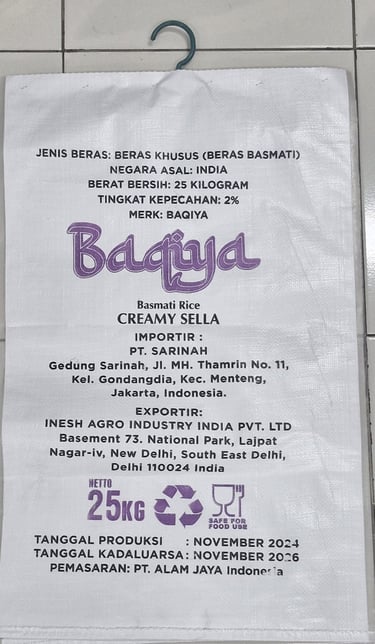 JENIS BERAS: BERAS KHUSUS (BERAS BASMATI)
NEGARA ASAL: INDIA
BERAT BERSIH: 25 KILOGRAM
TINGKAT KEPECAHAN: 2%
MERK: BAQIYA
Baqiya
Basmati Rice
CREAMY SELLA
IMPORTIR :
PT. SARINAH
Gedung Sarinah, Jl. MH. Thamrin No. 11,
Kel. Gondangdia, Kec. Menteng,
Jakarta, Indonesia.
EXPORTIR:
INESH AGRO INDUSTRY INDIA PVT. LTD
Basement 73. National Park, Lajpat
Nagar-iv, New Delhi, South East Delhi,
Delhi 110024 India
NETTO
25KG
SAFE FOR
FOOD USE
TANGGAL PRODUKSI : NOVEMBER 2024
TANGGAL KADALUARSA : NOVEMBER 2026
PEMASARAN: PT. ALAM JAYA Indonesia